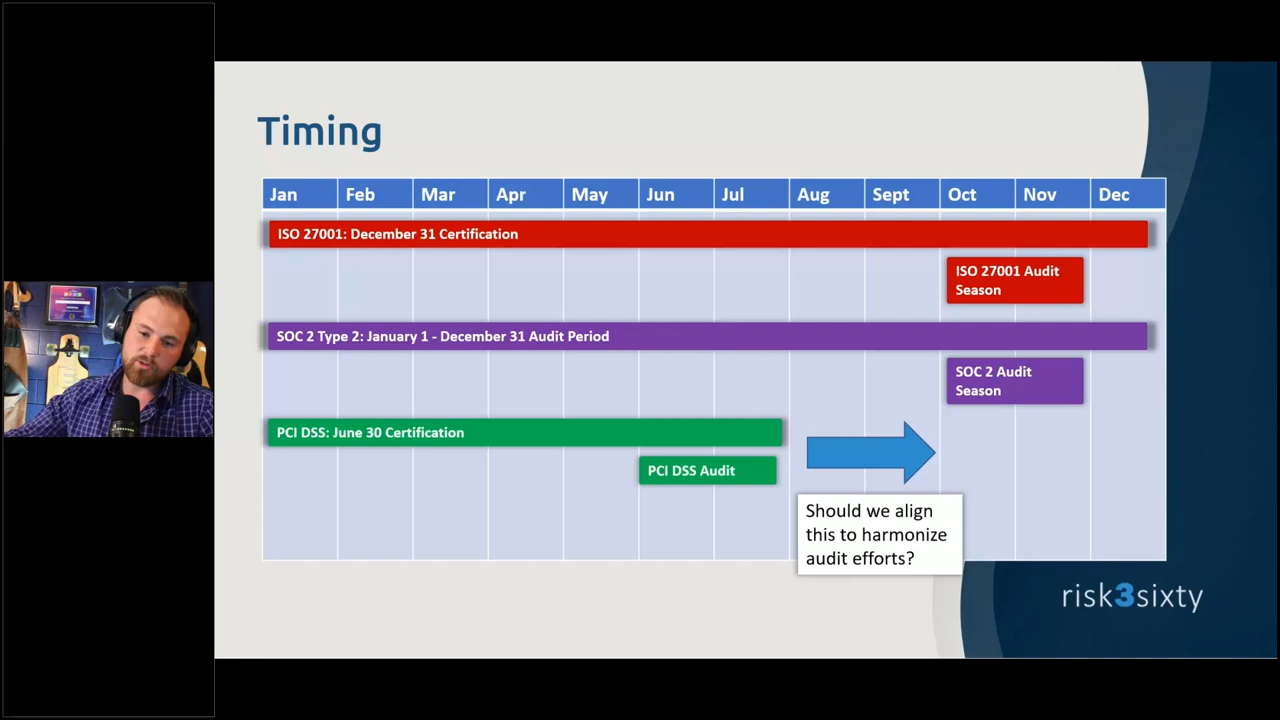 Timing
Jan Feb Mar Apr May Jun Jul Aug Sept Oct Nov Dec
ISO 27001: December 31 Certification
ISO 27001 Audit
Season
SOC 2 Type 2: January 1 - December 31 Audit Period
SOC 2 Audit
Season
PCI DSS: June 30 Certification
PCI DSS Audit
Should we align
this to harmonize
audit efforts?
risk3sixty